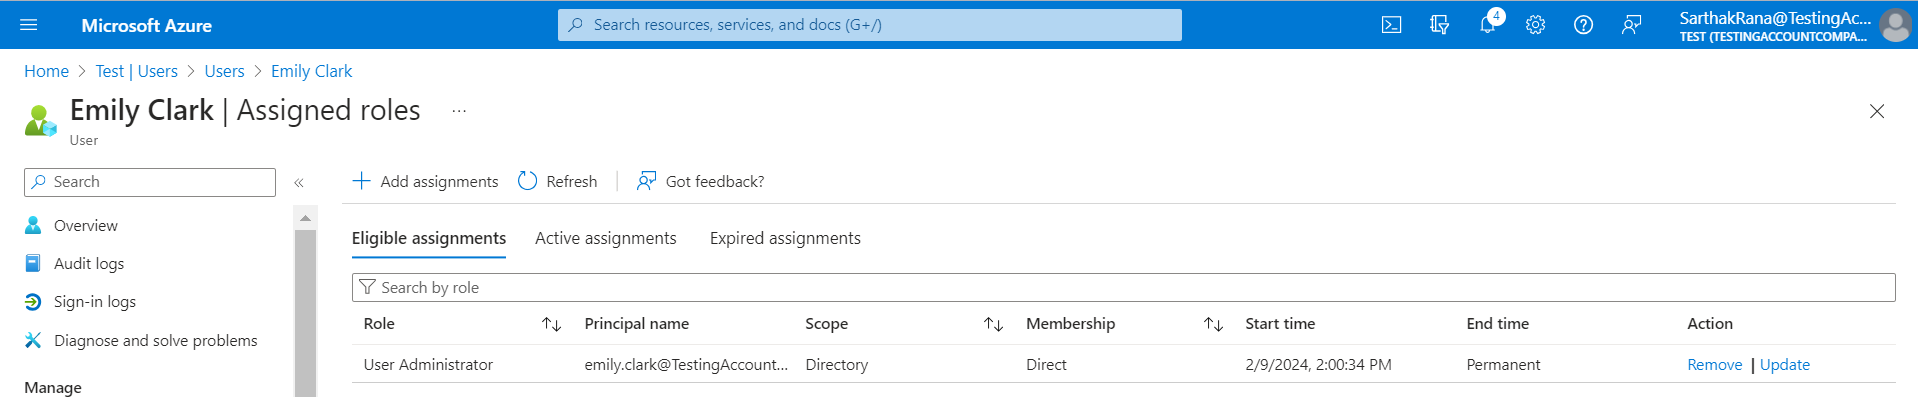 Microsoft Azure
Search resources, services, and docs (G+/)
4
SarthakRana@TestingAc...
TEST (TESTINGACCOUNTCOMPA...
Home > Test | Users > Users > Emily Clark
Emily Clark | Assigned roles ...
User
Search «
Add assignments Refresh Got feedback?
Overview
Audit logs
Sign-in logs
Diagnose and solve problems
Manage
Eligible assignments Active assignments Expired assignments
Search by role
Role Principal name Scope Membership Start time End time Action
User Administrator emily.clark@TestingAccount... Directory Direct 2/9/2024, 2:00:34 PM Permanent Remove | Update